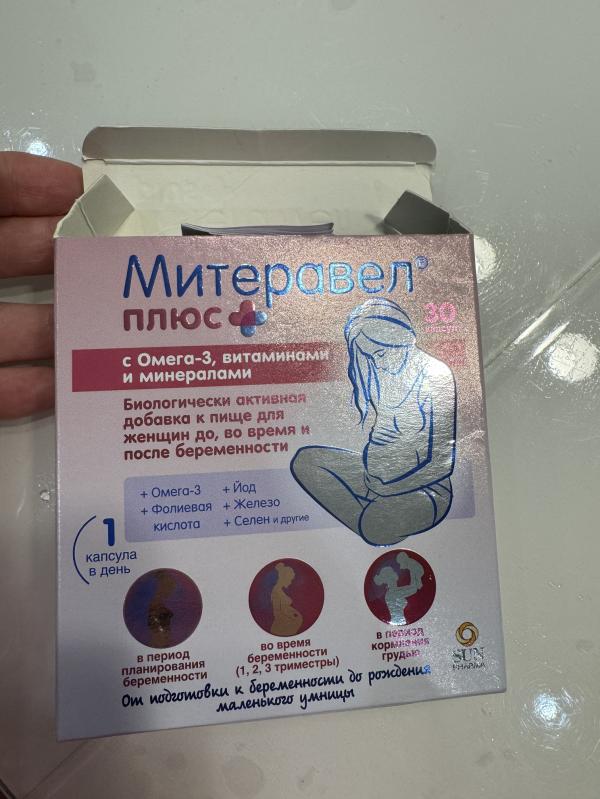 Митеравел®
плюс
30
капсул
с Омега-3, витаминами
и минералами
Биологически активная
добавка к пище для
женщин до, во время и
после беременности
+ Омега-3
+ Фолиевая
кислота
+ Йод
+ Железо
+ Селен и другие
1
капсула
в день
в период
планирования
беременности
во время
беременности
(1, 2, 3 триместры)
в период
кормления
грудью
SUN
PHARMA
От подготовки к беременности до рождения
маленького умницы